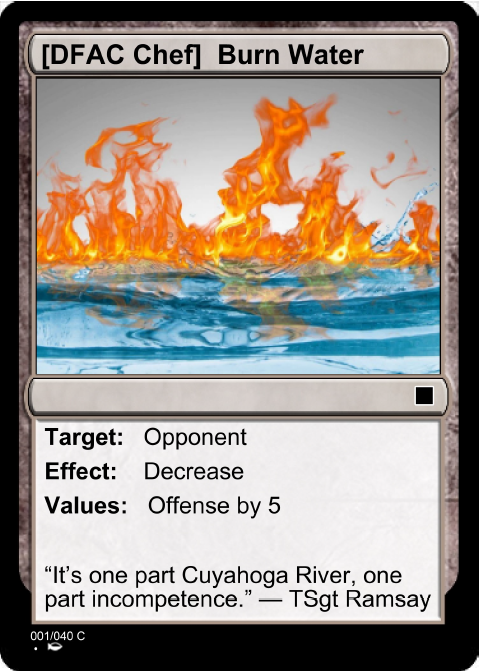 [DFAC Chef] Burn Water
Target: Opponent
Effect: Decrease
Values: Offense by 5
“It’s one part Cuyahoga River, one
part incompetence.” — TSgt Ramsay
001/040 C